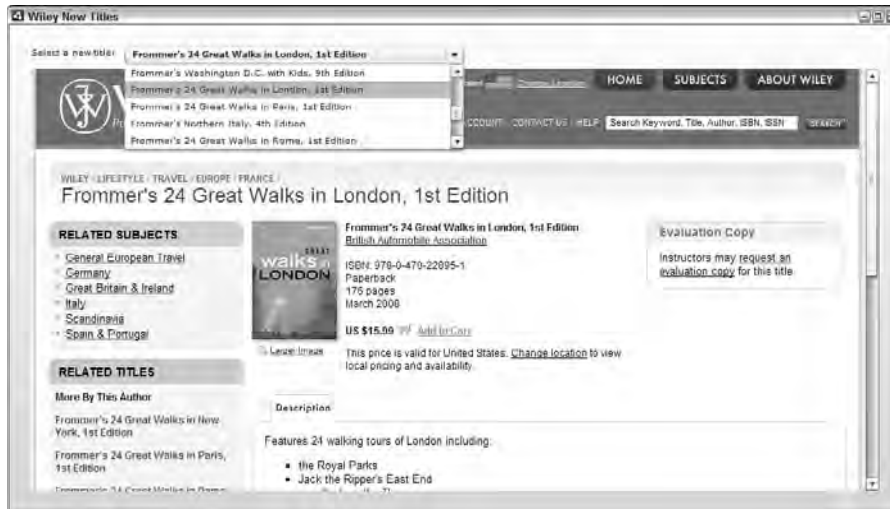 Wiley New Titles
Select a new title: Frommer's 24 Great Walks in London, 1st Edition
Frommer's Washington D.C. with Kids, 9th Edition
Frommer's 24 Great Walks in London, 1st Edition
Frommer's 24 Great Walks in Paris, 1st Edition
Frommer's Northern Italy, 4th Edition
Frommer's 24 Great Walks in Rome, 1st Edition
HOME SUBJECTS ABOUT WILEY
ACCOUNT CONTACT US HELP Search Keyword, Title, Author, ISBN, ISSN SEARCH
WILEY / LIFESTYLE / TRAVEL / EUROPE / FRANCE /
Frommer's 24 Great Walks in London, 1st Edition
RELATED SUBJECTS
General European Travel
Germany
Great Britain & Ireland
Italy
Scandinavia
Spain & Portugal
GREAT
walks in
LONDON
Larger Image
Frommer's 24 Great Walks in London, 1st Edition
British Automobile Association
ISBN: 978-0-470-22895-1
Paperback
176 pages
March 2008
US $15.99 Add to Cart
This price is valid for United States. Change location to view
local pricing and availability.
Evaluation Copy
Instructors may request an
evaluation copy for this title
RELATED TITLES
More By This Author
Frommer's 24 Great Walks in New
York, 1st Edition
Frommer's 24 Great Walks in Paris,
1st Edition
Frommer's 24 Great Walks in Rome
Description
Features 24 walking tours of London including:
the Royal Parks
Jack the Ripper's East End